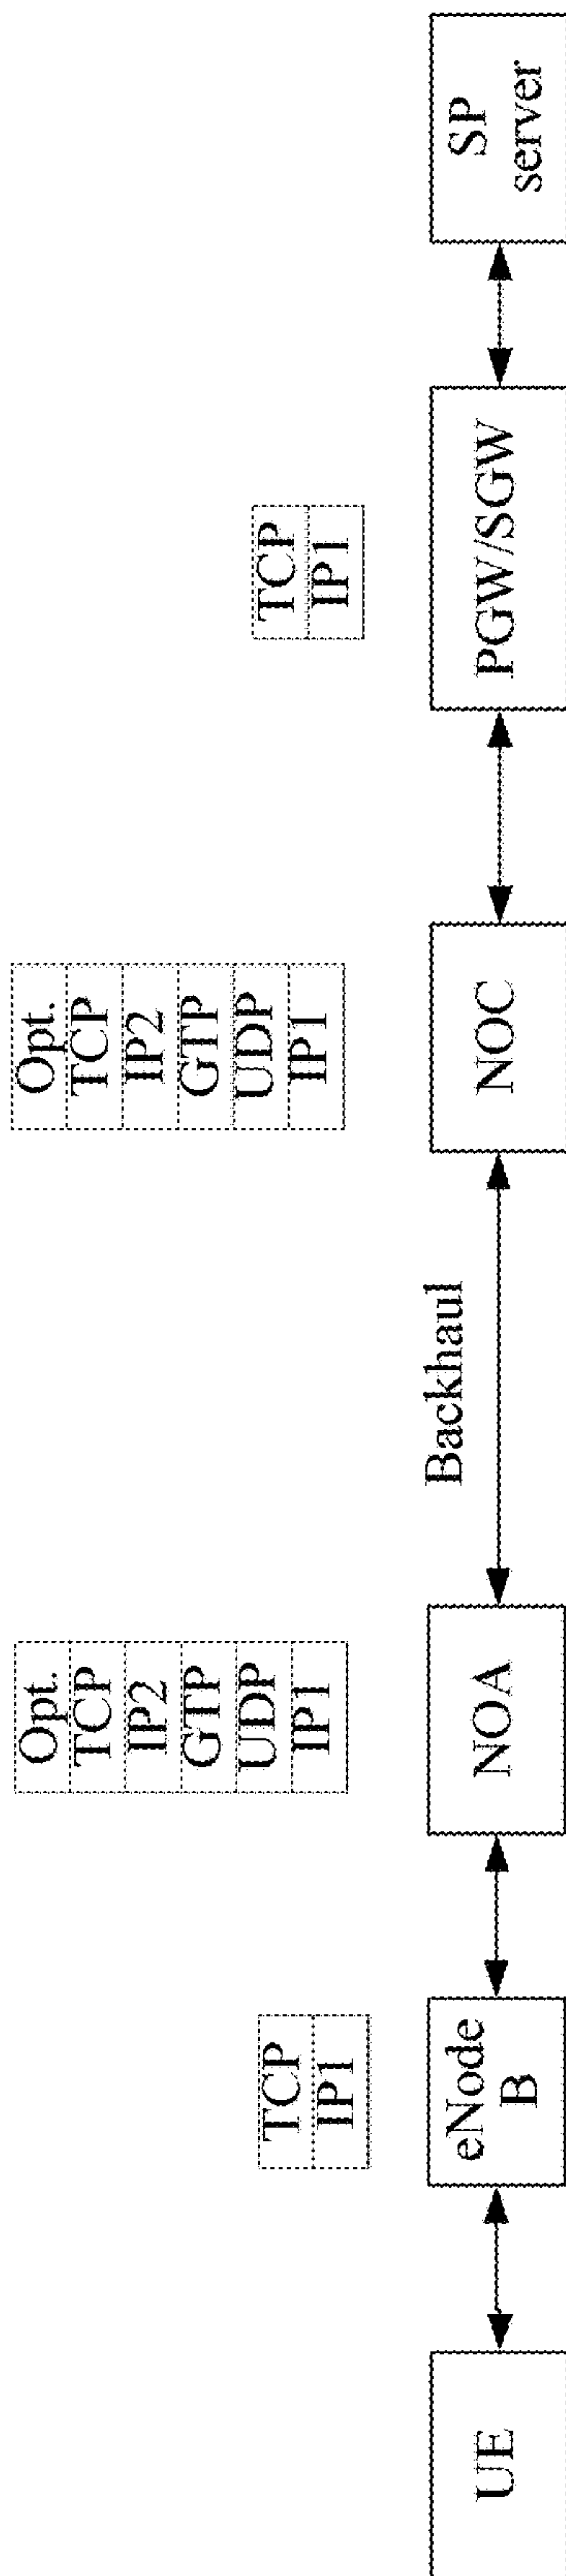 TCP
IP1
Opt.
TCP
IP2
GTP
UDP
IP1
Opt.
TCP
IP2
GTP
UDP
IP1
TCP
IP1
Backhaul
UE
eNode
B
NOA
NOC
PGW/SGW
SP
server